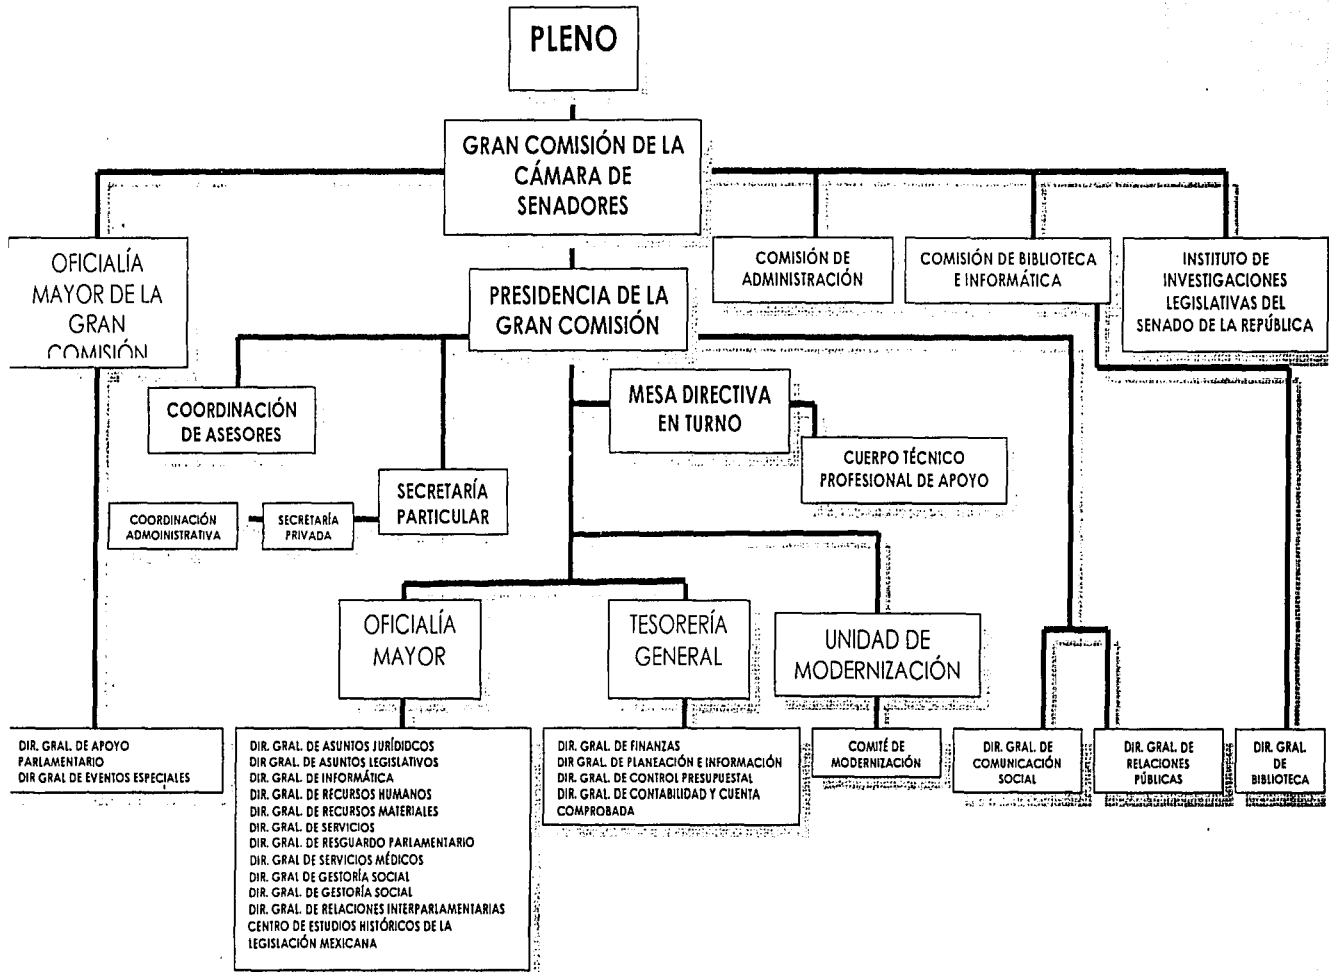 PLENO
GRAN COMISIÓN DE LA
CÁMARA DE
SENADORES
OFICIALÍA
MAYOR DE LA
GRAN
COMISIÓN
COMISIÓN DE
ADMINISTRACIÓN
COMISIÓN DE BIBLIOTECA
E INFORMÁTICA
INSTITUTO DE
INVESTIGACIONES
LEGISLATIVAS DEL
SENADO DE LA REPÚBLICA
PRESIDENCIA DE LA
GRAN COMISIÓN
COORDINACIÓN
DE ASESORES
MESA DIRECTIVA
EN TURNO
CUERPO TÉCNICO
PROFESIONAL DE APOYO
SECRETARÍA
PARTICULAR
SECRETARÍA
PRIVADA
COORDINACIÓN
ADMOINISTRATIVA
OFICIALÍA
MAYOR
TESORERÍA
GENERAL
UNIDAD DE
MODERNIZACIÓN
DIR. GRAL. DE APOYO
PARLAMENTARIO
DIR GRAL DE EVENTOS ESPECIALES
DIR. GRAL. DE ASUNTOS JURÍDIDCOS
DIR GRAL. DE ASUNTOS LEGISLATIVOS
DIR. GRAL. DE INFORMÁTICA
DIR. GRAL. DE RECURSOS HUMANOS
DIR. GRAL. DE RECURSOS MATERIALES
DIR. GRAL. DE SERVICIOS
DIR. GRAL. DE RESGUARDO PARLAMENTARIO
DIR. GRAL DE SERVICIOS MÉDICOS
DIR. GRAL DE GESTORÍA SOCIAL
DIR. GRAL. DE GESTORÍA SOCIAL
DIR. GRAL. DE RELACIONES INTERPARLAMENTARIAS
CENTRO DE ESTUDIOS HISTÓRICOS DE LA
LEGISLACIÓN MEXICANA
DIR. GRAL. DE FINANZAS
DIR GRAL. DE PLANEACIÓN E INFORMACIÓN
DIR. GRAL. DE CONTROL PRESUPUESTAL
DIR. GRAL. DE CONTABILIDAD Y CUENTA
COMPROBADA
COMITÉ DE
MODERNIZACIÓN
DIR. GRAL. DE
COMUNICACIÓN
SOCIAL
DIR. GRAL. DE
RELACIONES
PÚBLICAS
DIR. GRAL.
DE
BIBLIOTECA